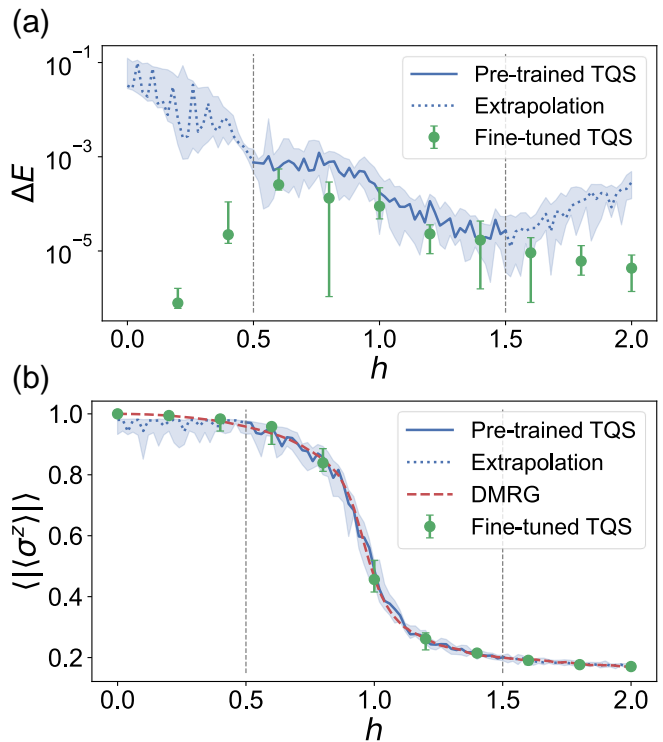 (a)
10⁻¹
10⁻³
10⁻⁵
ΔE
Pre-trained TQS
Extrapolation
Fine-tuned TQS
0.0 0.5 1.0 1.5 2.0
h
(b)
1.0
0.8
0.6
0.4
0.2
⟨|⟨σᶻ⟩|⟩
Pre-trained TQS
Extrapolation
DMRG
Fine-tuned TQS
0.0 0.5 1.0 1.5 2.0
h